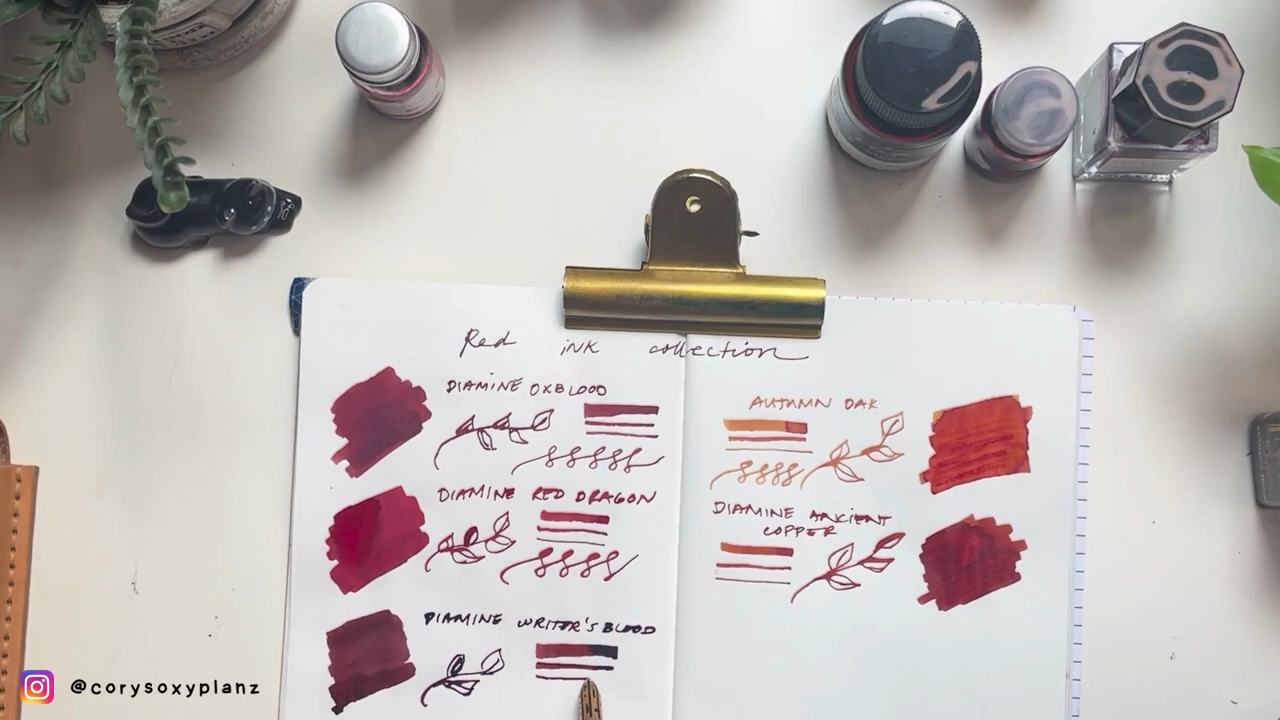 Red ink collection
DIAMINE OXBLOOD
DIAMINE RED DRAGON
DIAMINE WRITER'S BLOOD
AUTUMN OAK
DIAMINE ANCIENT
COPPER
@corysoxyplanz